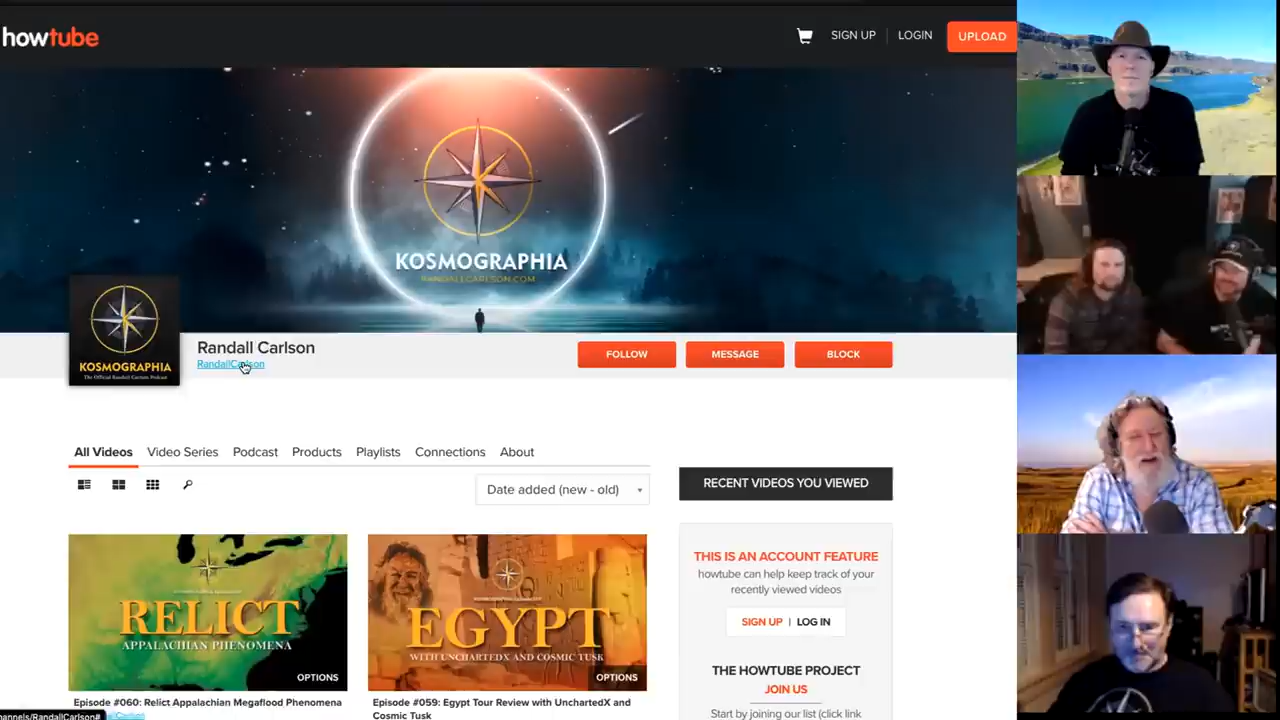 howtube
SIGN UP
LOGIN
UPLOAD
KOSMOGRAPHIA
RANDALLCARLSON.COM
KOSMOGRAPHIA
The Official Randall Carlson Podcast
Randall Carlson
RandallCarlson
FOLLOW
MESSAGE
BLOCK
All Videos
Video Series
Podcast
Products
Playlists
Connections
About
Date added (new - old)
RECENT VIDEOS YOU VIEWED
THIS IS AN ACCOUNT FEATURE
howtube can help keep track of your
recently viewed videos
SIGN UP | LOG IN
THE HOWTUBE PROJECT
JOIN US
Start by joining our list (click link
RELICT
APPALACHIAN PHENOMENA
OPTIONS
EGYPT
WITH UNCHARTEDX AND COSMIC TUSK
OPTIONS
Episode #060: Relict Appalachian Megaflood Phenomena
Episode #059: Egypt Tour Review with UnchartedX and
Cosmic Tusk
hannels/RandallCarlson#